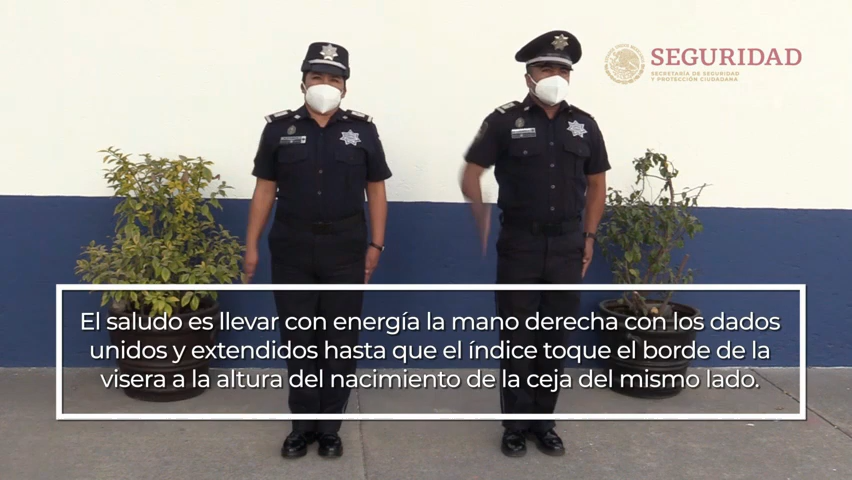 SEGURIDAD
SECRETARÍA DE SEGURIDAD
Y PROTECCIÓN CIUDADANA
El saludo es llevar con energía la mano derecha con los dados
unidos y extendidos hasta que el índice toque el borde de la
visera a la altura del nacimiento de la ceja del mismo lado.